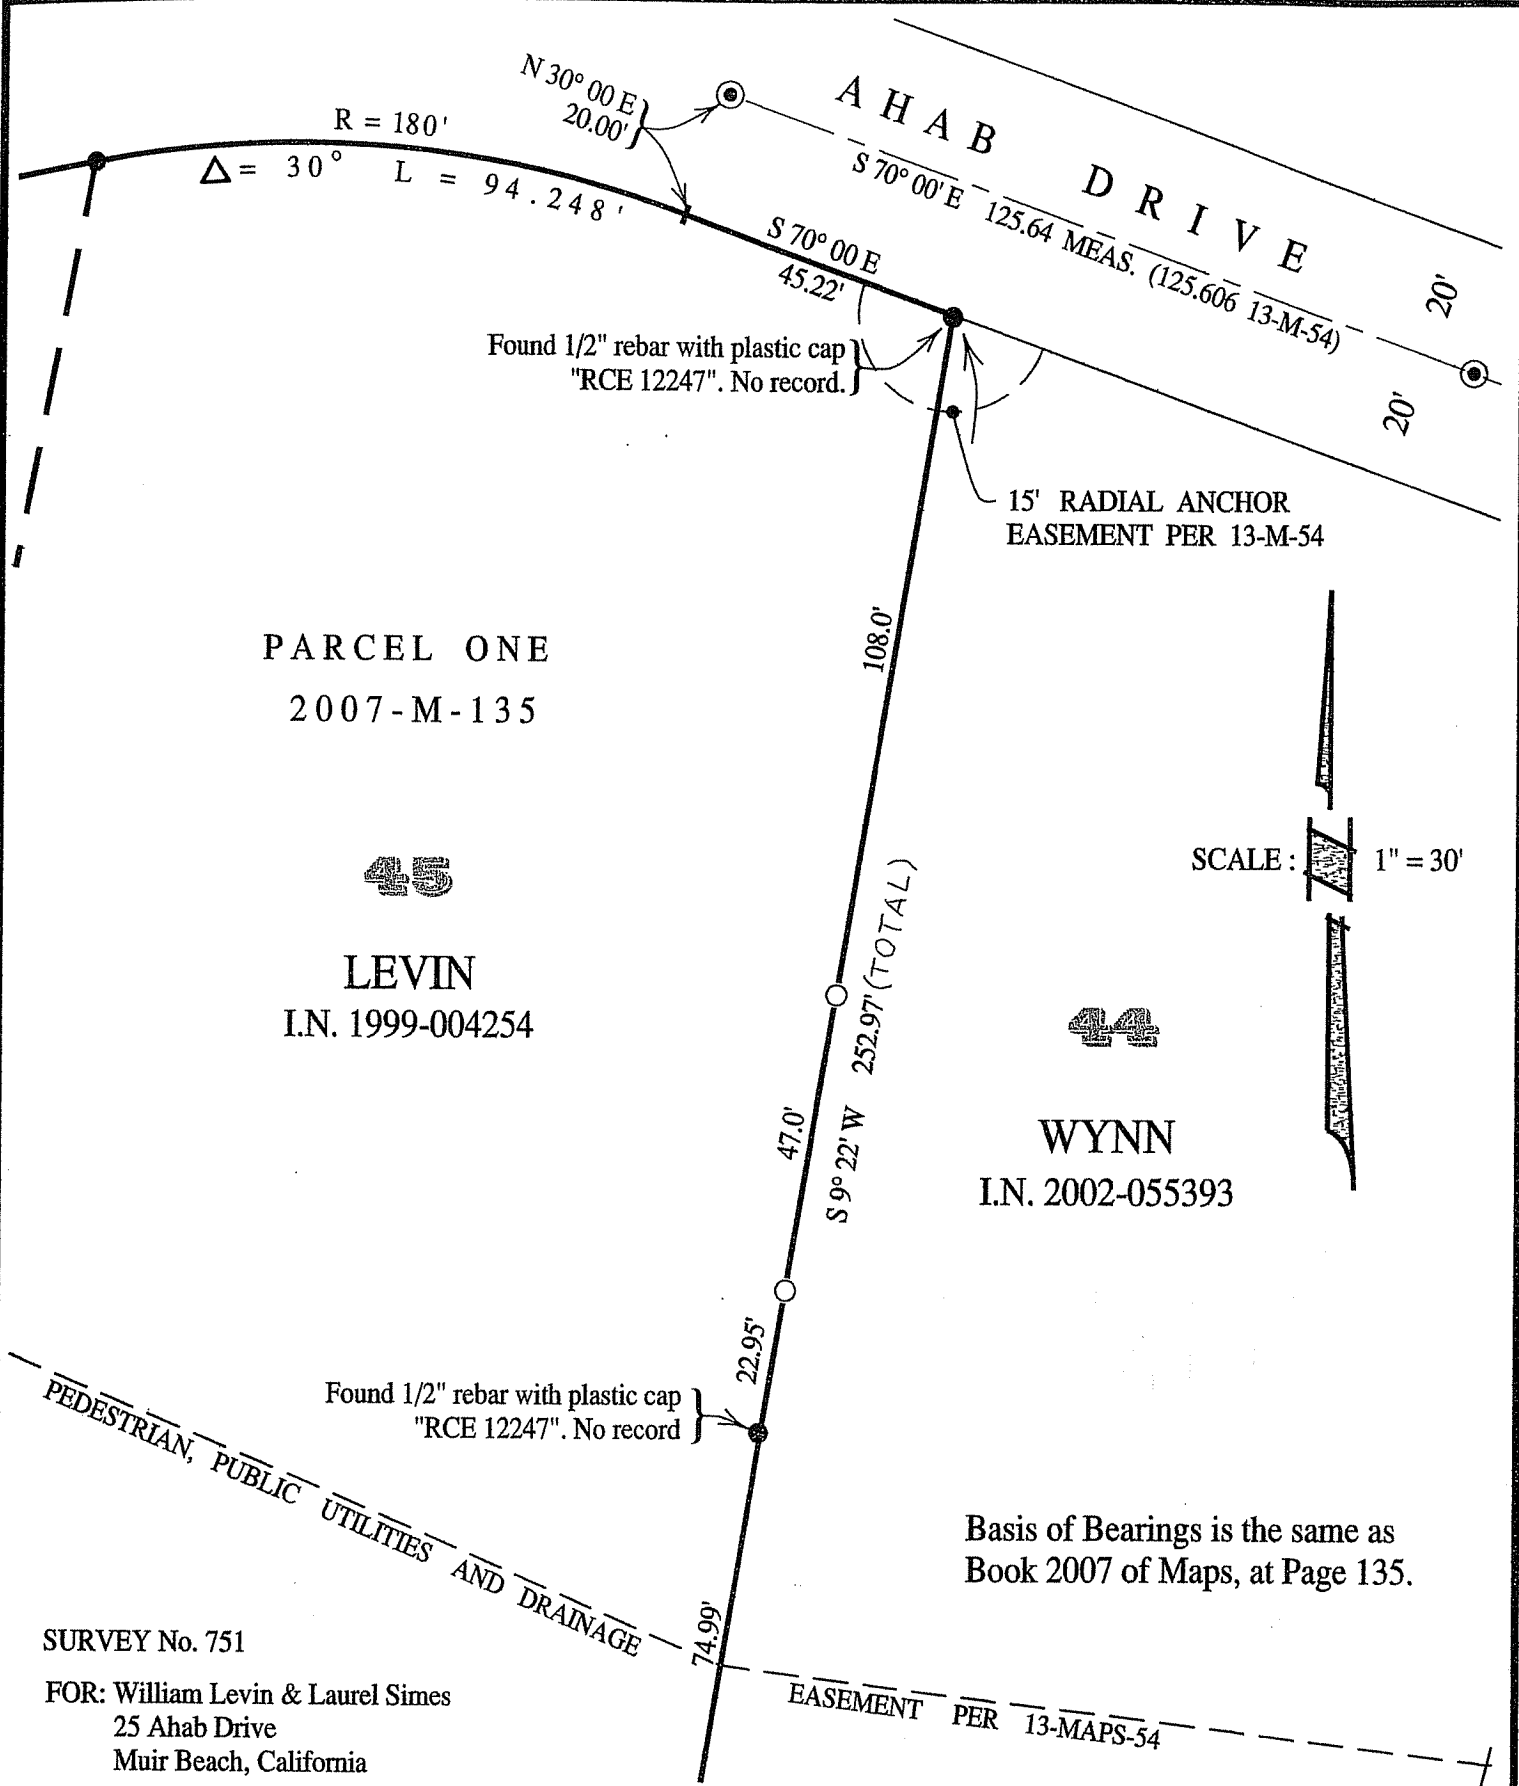 AHAB DRIVE
N 30° 00 E
20.00'
R = 180'
Δ = 30° L = 94.248'
S 70° 00' E 125.64 MEAS. (125.606 13-M-54)
S 70° 00 E
45.22'
20'
20'
Found 1/2" rebar with plastic cap
"RCE 12247". No record.
15' RADIAL ANCHOR
EASEMENT PER 13-M-54
108.0'
PARCEL ONE
2007-M-135
SCALE : 1" = 30'
45
LEVIN
I.N. 1999-004254
S 9° 22' W 252.97' (TOTAL)
44
WYNN
I.N. 2002-055393
47.0'
22.95'
Found 1/2" rebar with plastic cap
"RCE 12247". No record
PEDESTRIAN, PUBLIC UTILITIES AND DRAINAGE
EASEMENT PER 13-MAPS-54
74.99'
Basis of Bearings is the same as
Book 2007 of Maps, at Page 135.
SURVEY No. 751
FOR: William Levin & Laurel Simes
25 Ahab Drive
Muir Beach, California